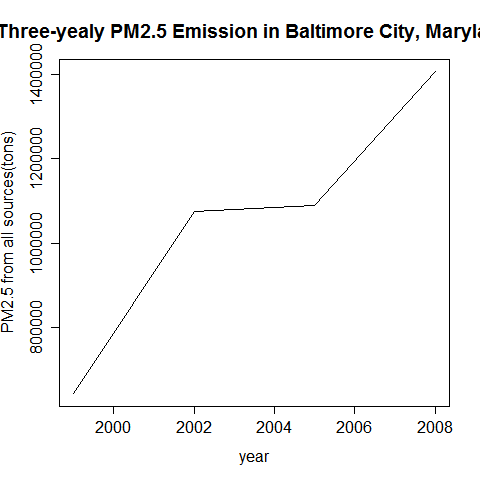 Three-yealy PM2.5 Emission in Baltimore City, Maryla
PM2.5 from all sources(tons)
1400000
1200000
1000000
800000
2000 2002 2004 2006 2008
year